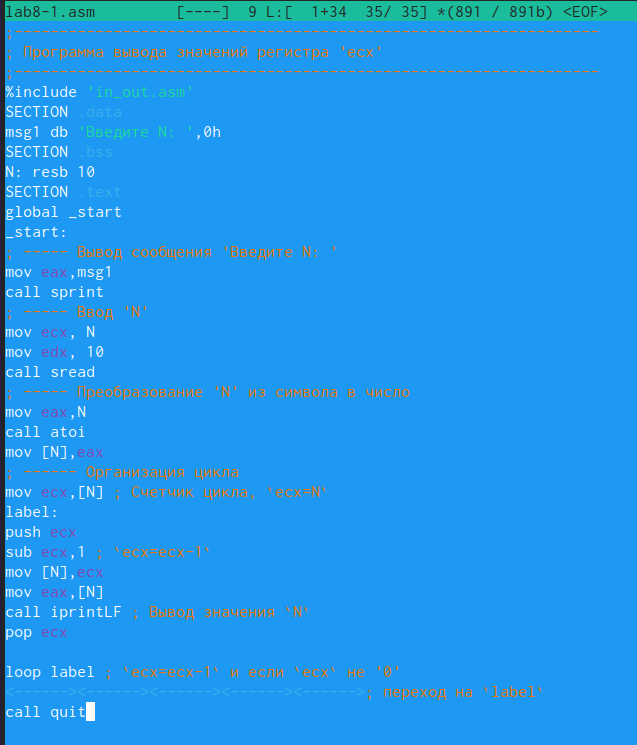 lab8-1.asm [----] 9 L:[ 1+34 35/ 35] *(891 / 891b) <EOF>
;-----------------------------------------------------------------
; Программа вывода значений регистра 'ecx'
;-----------------------------------------------------------------
%include 'in_out.asm'
SECTION .data
msg1 db 'Введите N: ',0h
SECTION .bss
N: resb 10
SECTION .text
global _start
_start:
; ----- Вывод сообщения 'Введите N: '
mov eax,msg1
call sprint
; ----- Ввод 'N'
mov ecx, N
mov edx, 10
call sread
; ----- Преобразование 'N' из символа в число
mov eax,N
call atoi
mov [N],eax
; ------ Организация цикла
mov ecx,[N] ; Счетчик цикла, `ecx=N`
label:
push ecx
sub ecx,1 ; `ecx=ecx-1`
mov [N],ecx
mov eax,[N]
call iprintLF ; Вывод значения `N`
pop ecx
loop label ; `ecx=ecx-1` и если `ecx` не '0'
<------><------><------><------><------>; переход на `label`
call quit